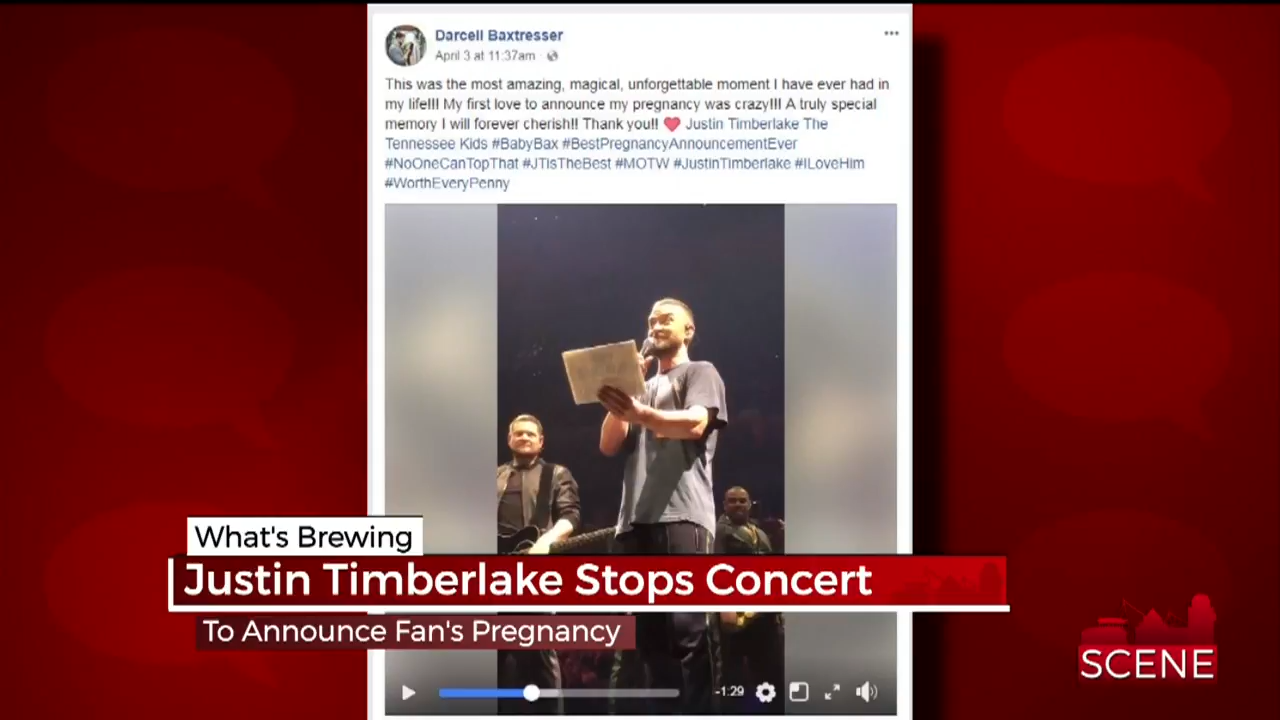 Darcell Baxtresser
April 3 at 11:37am
This was the most amazing, magical, unforgettable moment I have ever had in
my life!!! My first love to announce my pregnancy was crazy!!! A truly special
memory I will forever cherish!! Thank you!! ❤ Justin Timberlake The
Tennessee Kids #BabyBax #BestPregnancyAnnouncementEver
#NoOneCanTopThat #JTIsTheBest #MOTW #JustinTimberlake #ILoveHim
#WorthEveryPenny
What's Brewing
Justin Timberlake Stops Concert
To Announce Fan's Pregnancy
SCENE
-1:29